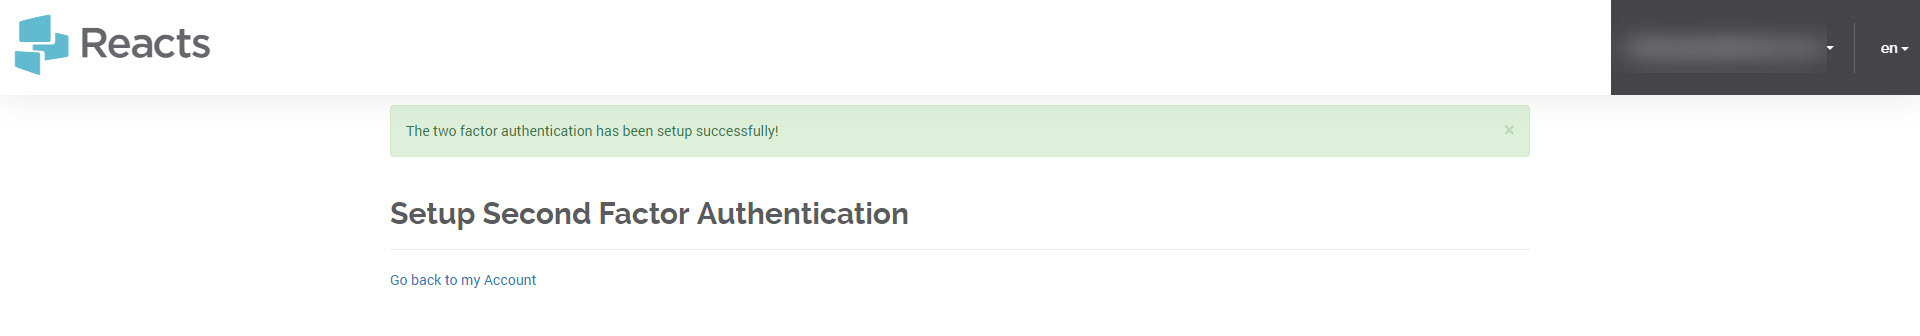 Reacts
en
The two factor authentication has been setup successfully!
×
Setup Second Factor Authentication
Go back to my Account